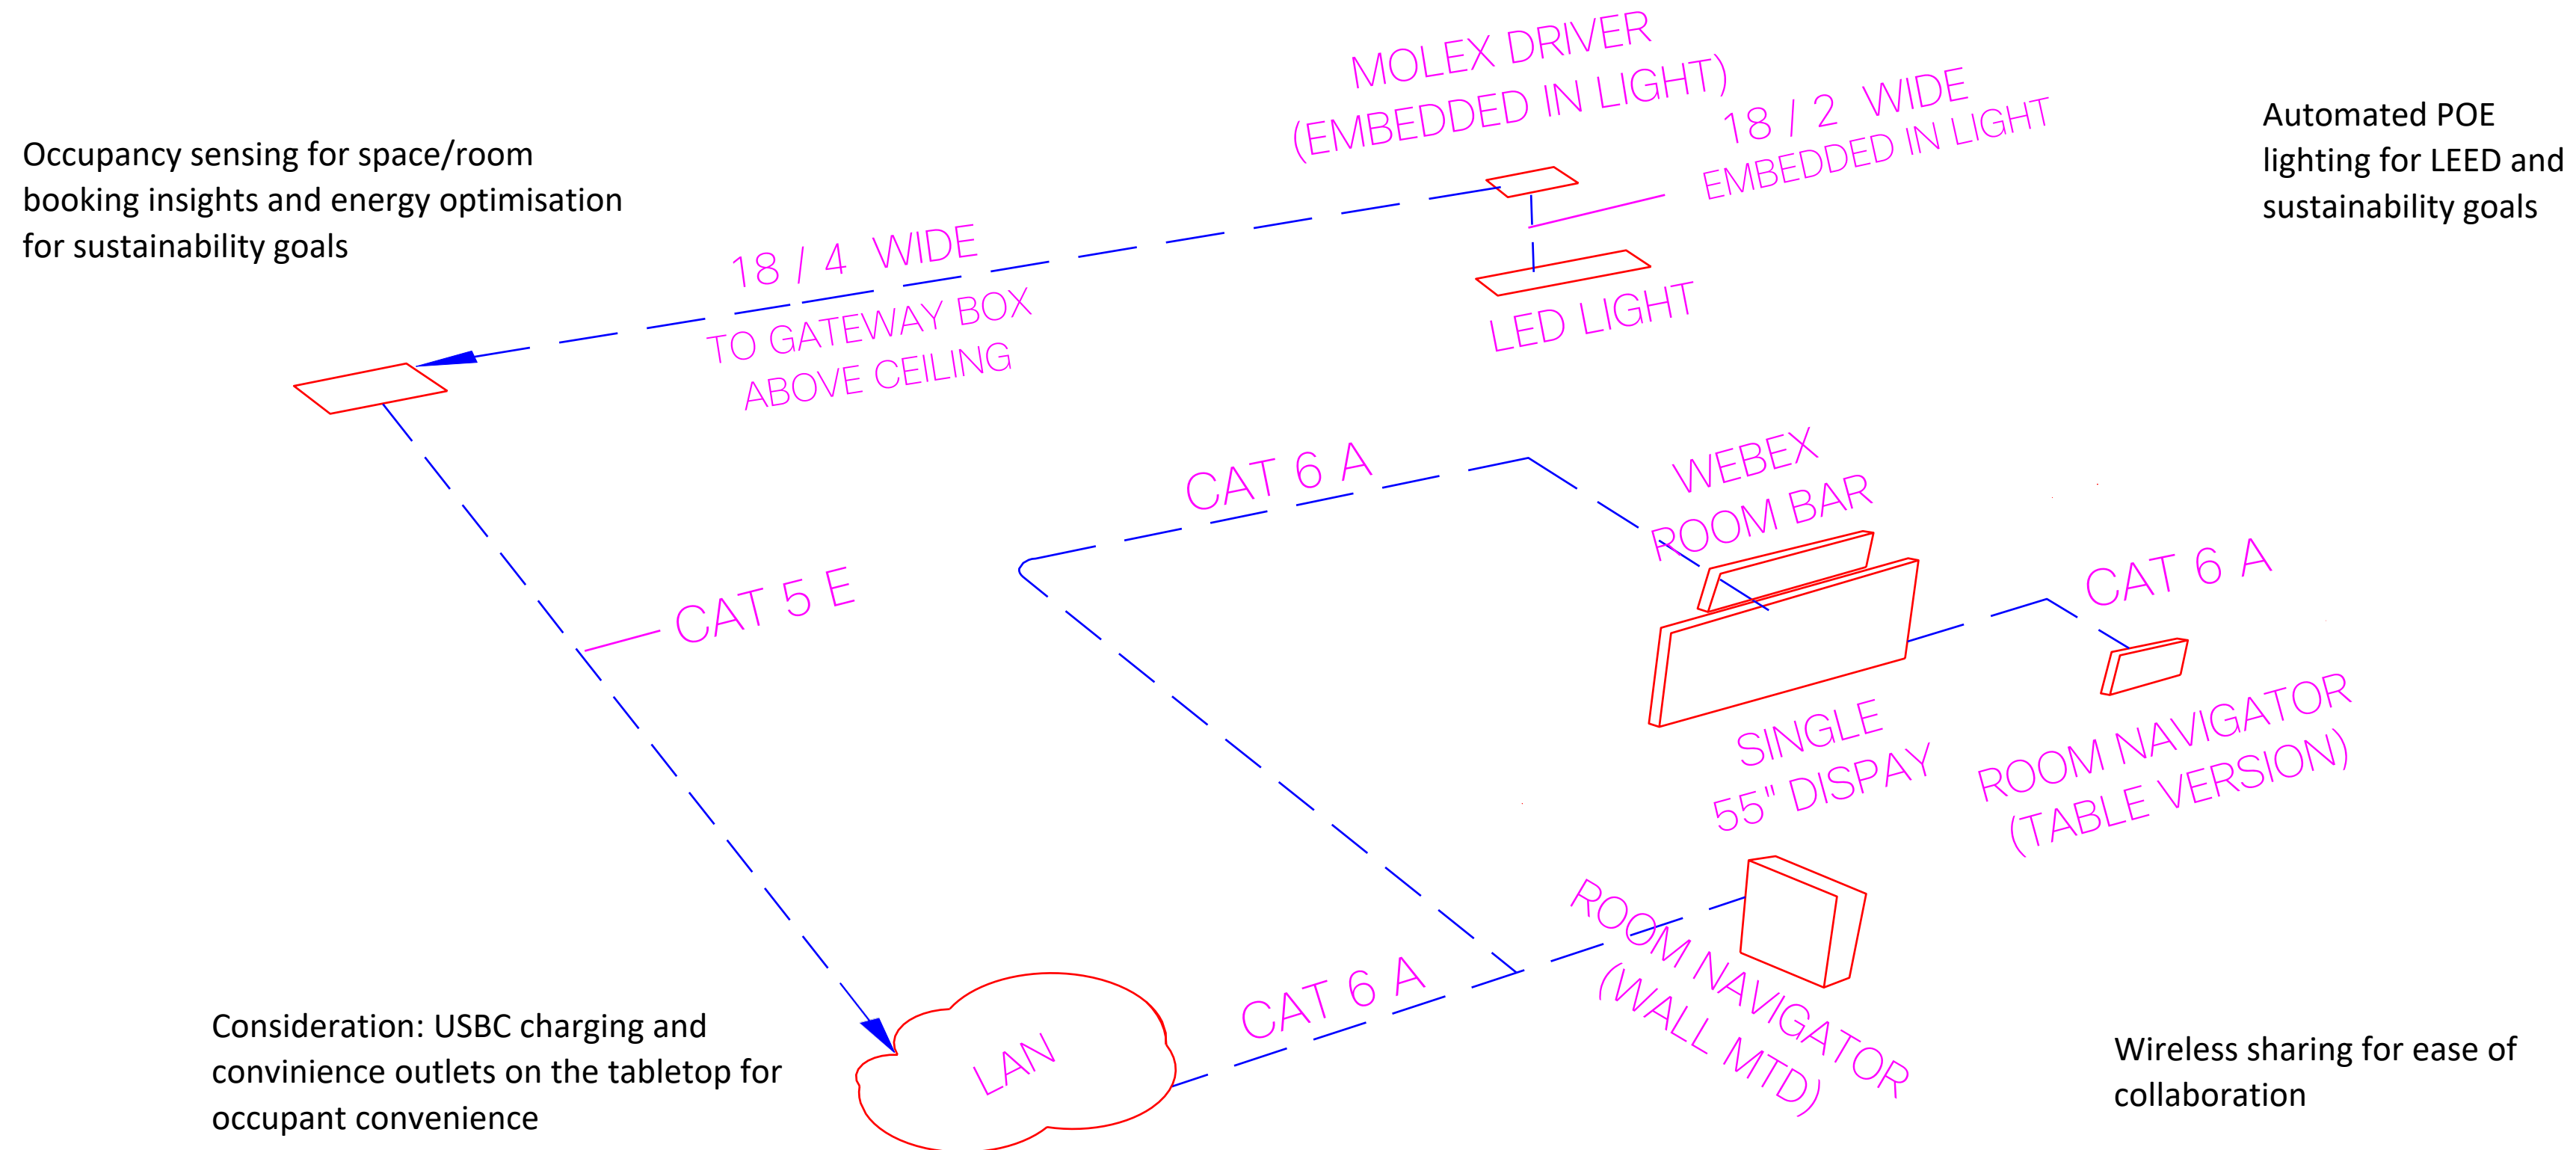 MOLEX DRIVER
(EMBEDDED IN LIGHT)
18 / 2 WIDE
EMBEDDED IN LIGHT
Automated POE
lighting for LEED and
sustainability goals
Occupancy sensing for space/room
booking insights and energy optimisation
for sustainability goals
18 / 4 WIDE
TO GATEWAY BOX
ABOVE CEILING
LED LIGHT
CAT 6 A
WEBEX
ROOM BAR
CAT 5 E
CAT 6 A
SINGLE
55" DISPAY
ROOM NAVIGATOR
(TABLE VERSION)
CAT 6 A
ROOM NAVIGATOR
(WALL MTD)
LAN
Consideration: USBC charging and
convinience outlets on the tabletop for
occupant convenience
Wireless sharing for ease of
collaboration